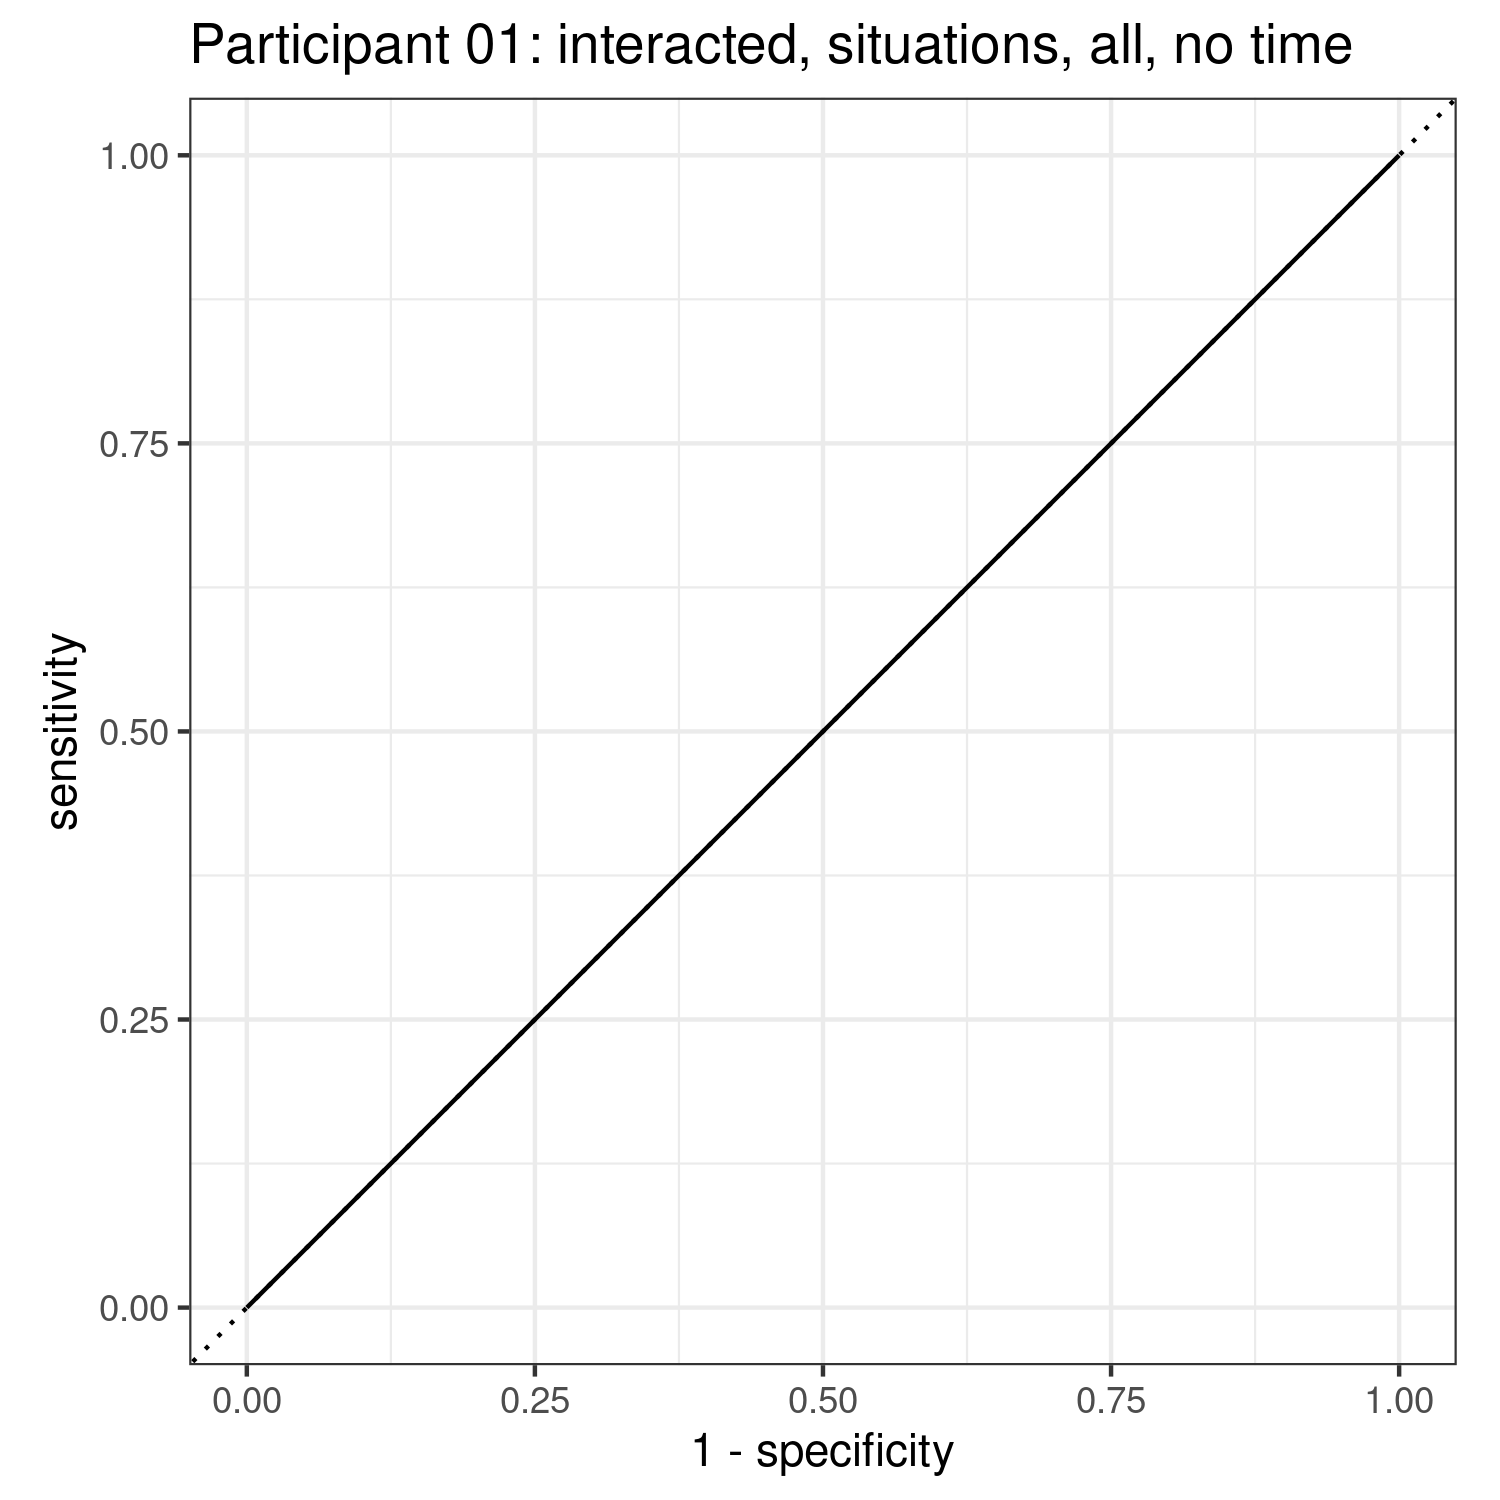 Participant 01: interacted, situations, all, no time
1.00
0.75
0.50
0.25
0.00
sensitivity
0.00 0.25 0.50 0.75 1.00
1 - specificity